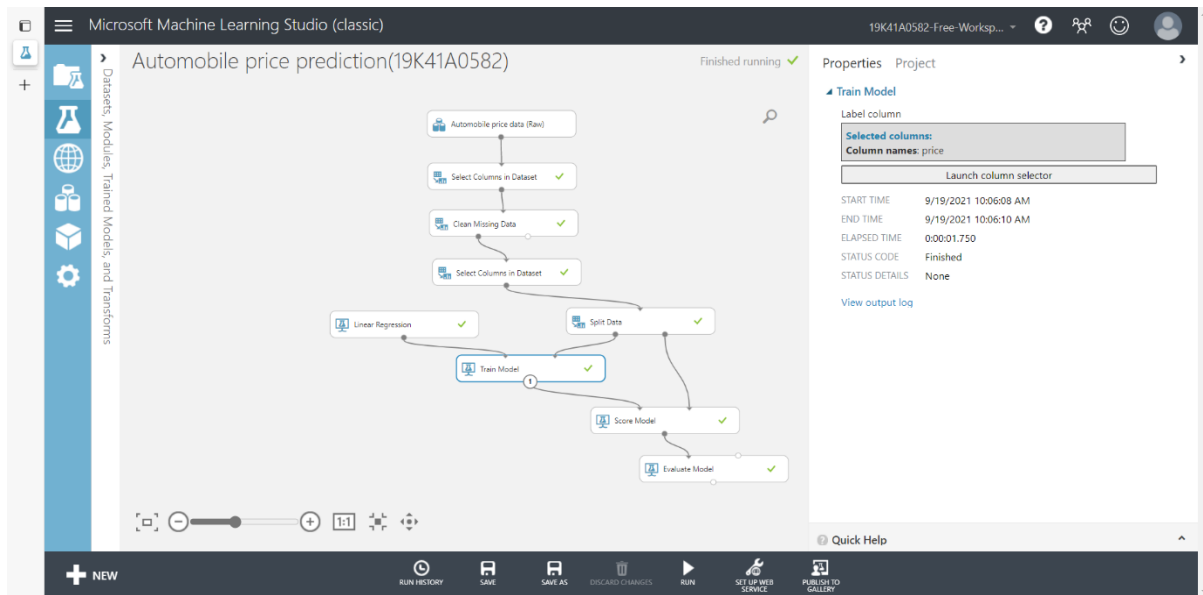 Microsoft Machine Learning Studio (classic)
19K41A0582-Free-Worksp...
?
Datasets, Modules, Trained Models, and Transforms
Automobile price prediction(19K41A0582)
Finished running
Automobile price data (Raw)
Select Columns in Dataset
Clean Missing Data
Select Columns in Dataset
Linear Regression
Split Data
Train Model
1
Score Model
Evaluate Model
1:1
Properties Project
Train Model
Label column
Selected columns:
Column names: price
Launch column selector
START TIME 9/19/2021 10:06:08 AM
END TIME 9/19/2021 10:06:10 AM
ELAPSED TIME 0:00:01.750
STATUS CODE Finished
STATUS DETAILS None
View output log
? Quick Help
NEW
RUN HISTORY
SAVE
SAVE AS
DISCARD CHANGES
RUN
SET UP WEB
SERVICE
PUBLISH TO
GALLERY